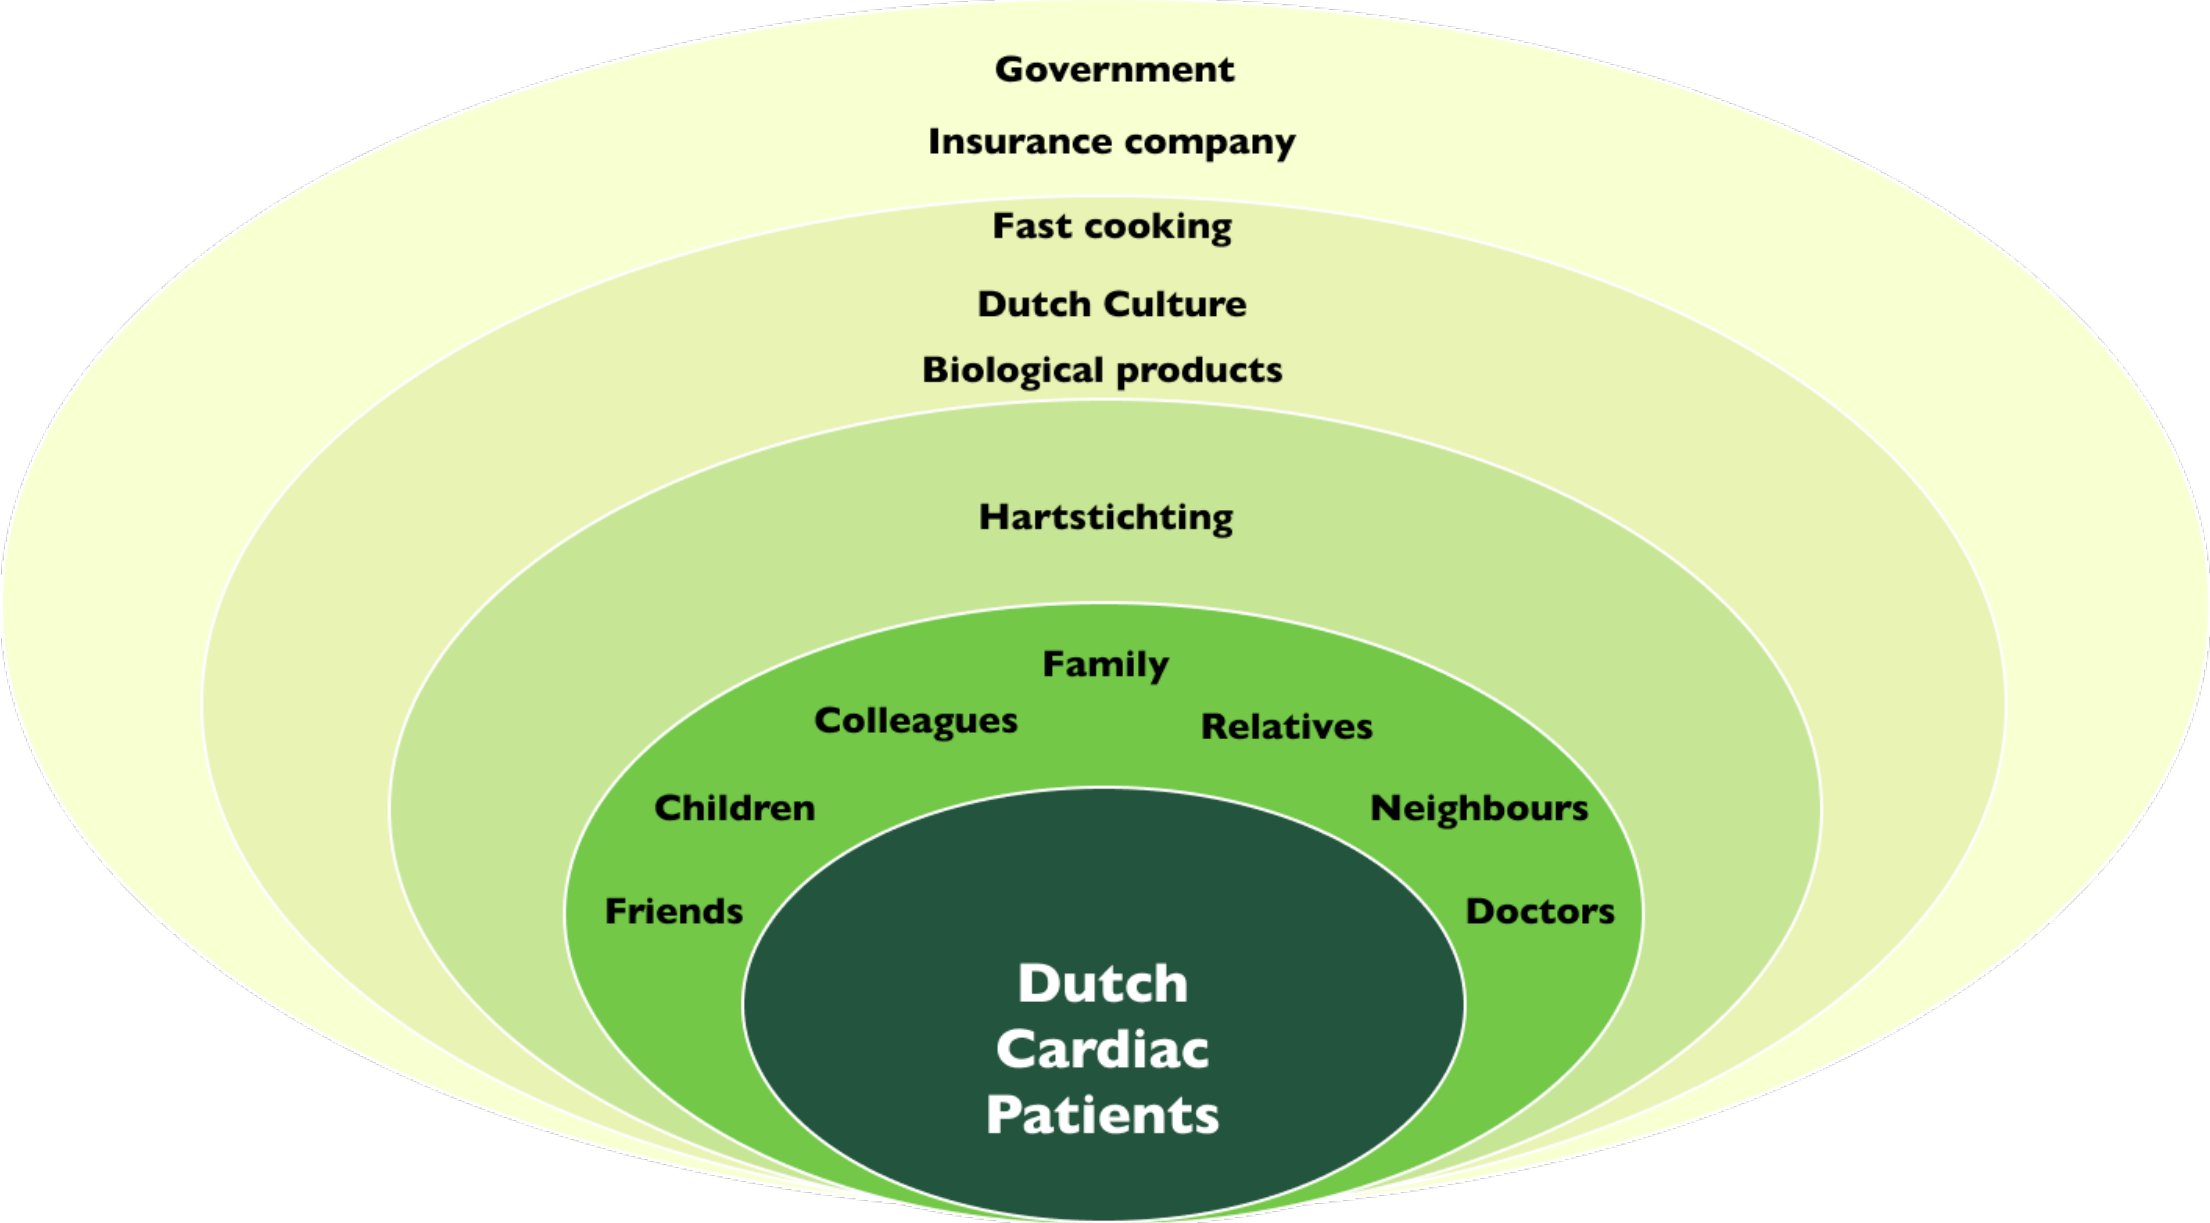 Government
Insurance company
Fast cooking
Dutch Culture
Biological products
Hartstichting
Family
Colleagues
Relatives
Children
Neighbours
Friends
Doctors
Dutch
Cardiac
Patients